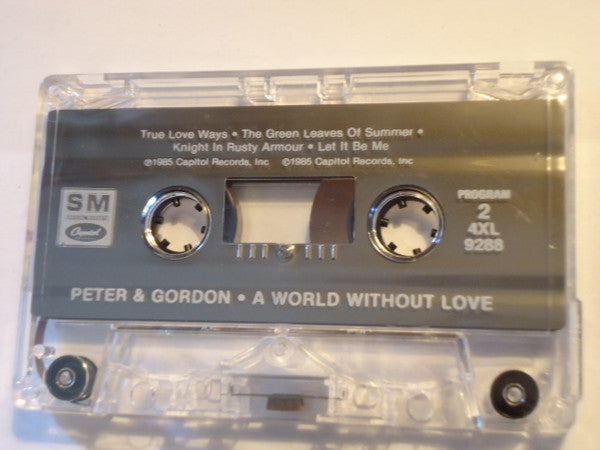 True Love Ways • The Green Leaves Of Summer •
Knight In Rusty Armour • Let It Be Me
℗1985 Capitol Records, Inc ©1985 Capitol Records, Inc
SM
Capitol
PROGRAM
2
4XL
9288
PETER & GORDON • A WORLD WITHOUT LOVE